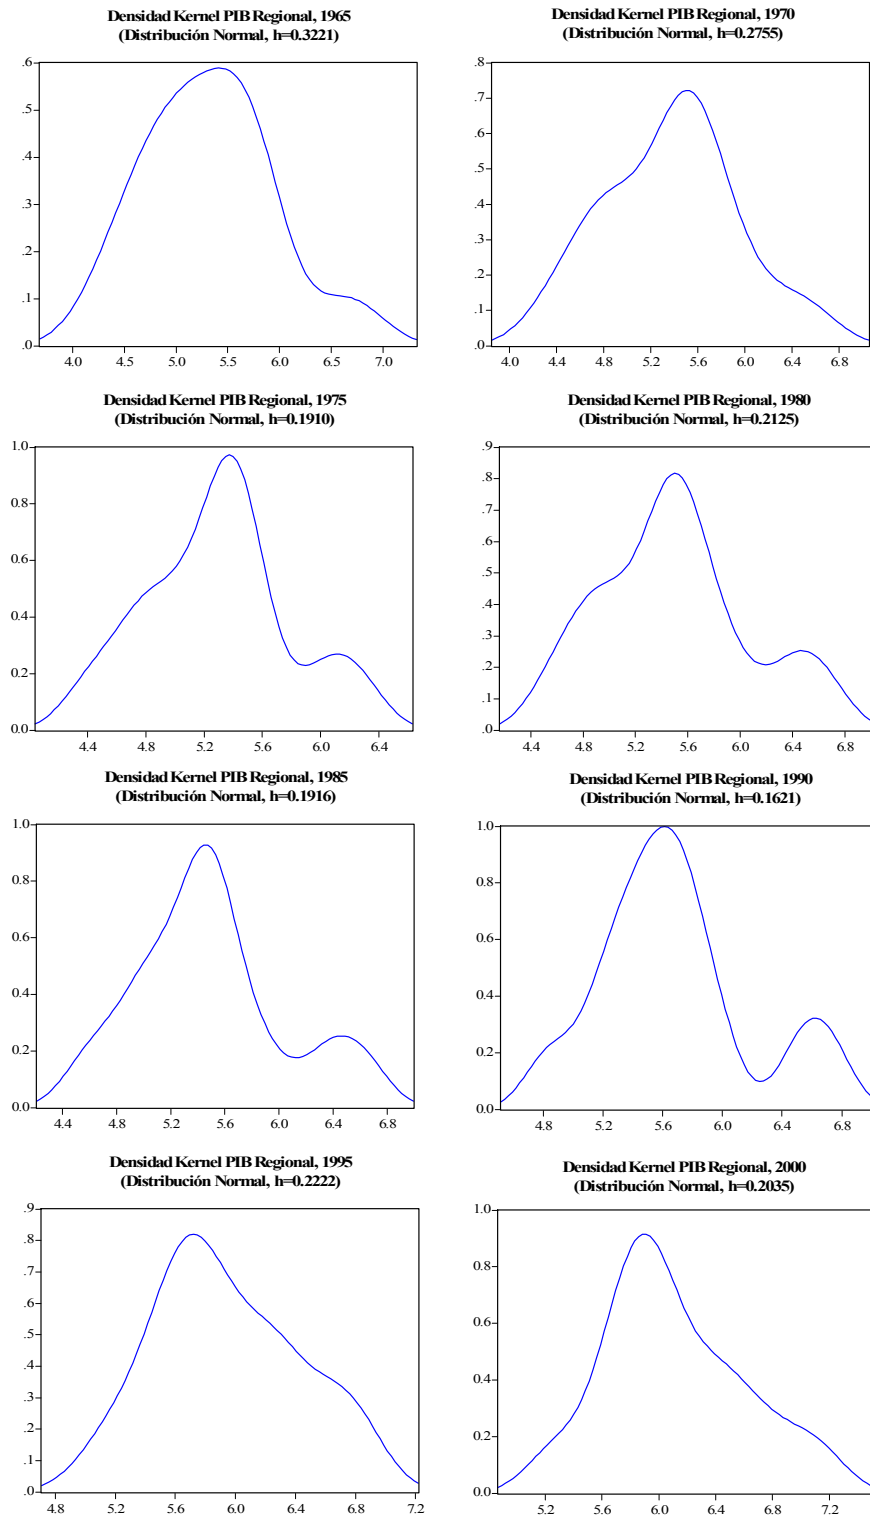 Densidad Kernel PIB Regional, 1965
(Distribución Normal, h=0.3221)
.6
.5
.4
.3
.2
.1
.0
4.0 4.5 5.0 5.5 6.0 6.5 7.0
Densidad Kernel PIB Regional, 1970
(Distribución Normal, h=0.2755)
.8
.7
.6
.5
.4
.3
.2
.1
.0
4.0 4.4 4.8 5.2 5.6 6.0 6.4 6.8
Densidad Kernel PIB Regional, 1975
(Distribución Normal, h=0.1910)
1.0
0.8
0.6
0.4
0.2
0.0
4.4 4.8 5.2 5.6 6.0 6.4
Densidad Kernel PIB Regional, 1980
(Distribución Normal, h=0.2125)
.9
.8
.7
.6
.5
.4
.3
.2
.1
.0
4.4 4.8 5.2 5.6 6.0 6.4 6.8
Densidad Kernel PIB Regional, 1985
(Distribución Normal, h=0.1916)
1.0
0.8
0.6
0.4
0.2
0.0
4.4 4.8 5.2 5.6 6.0 6.4 6.8
Densidad Kernel PIB Regional, 1990
(Distribución Normal, h=0.1621)
1.0
0.8
0.6
0.4
0.2
0.0
4.8 5.2 5.6 6.0 6.4 6.8
Densidad Kernel PIB Regional, 1995
(Distribución Normal, h=0.2222)
.9
.8
.7
.6
.5
.4
.3
.2
.1
.0
4.8 5.2 5.6 6.0 6.4 6.8 7.2
Densidad Kernel PIB Regional, 2000
(Distribución Normal, h=0.2035)
1.0
0.8
0.6
0.4
0.2
0.0
5.2 5.6 6.0 6.4 6.8 7.2